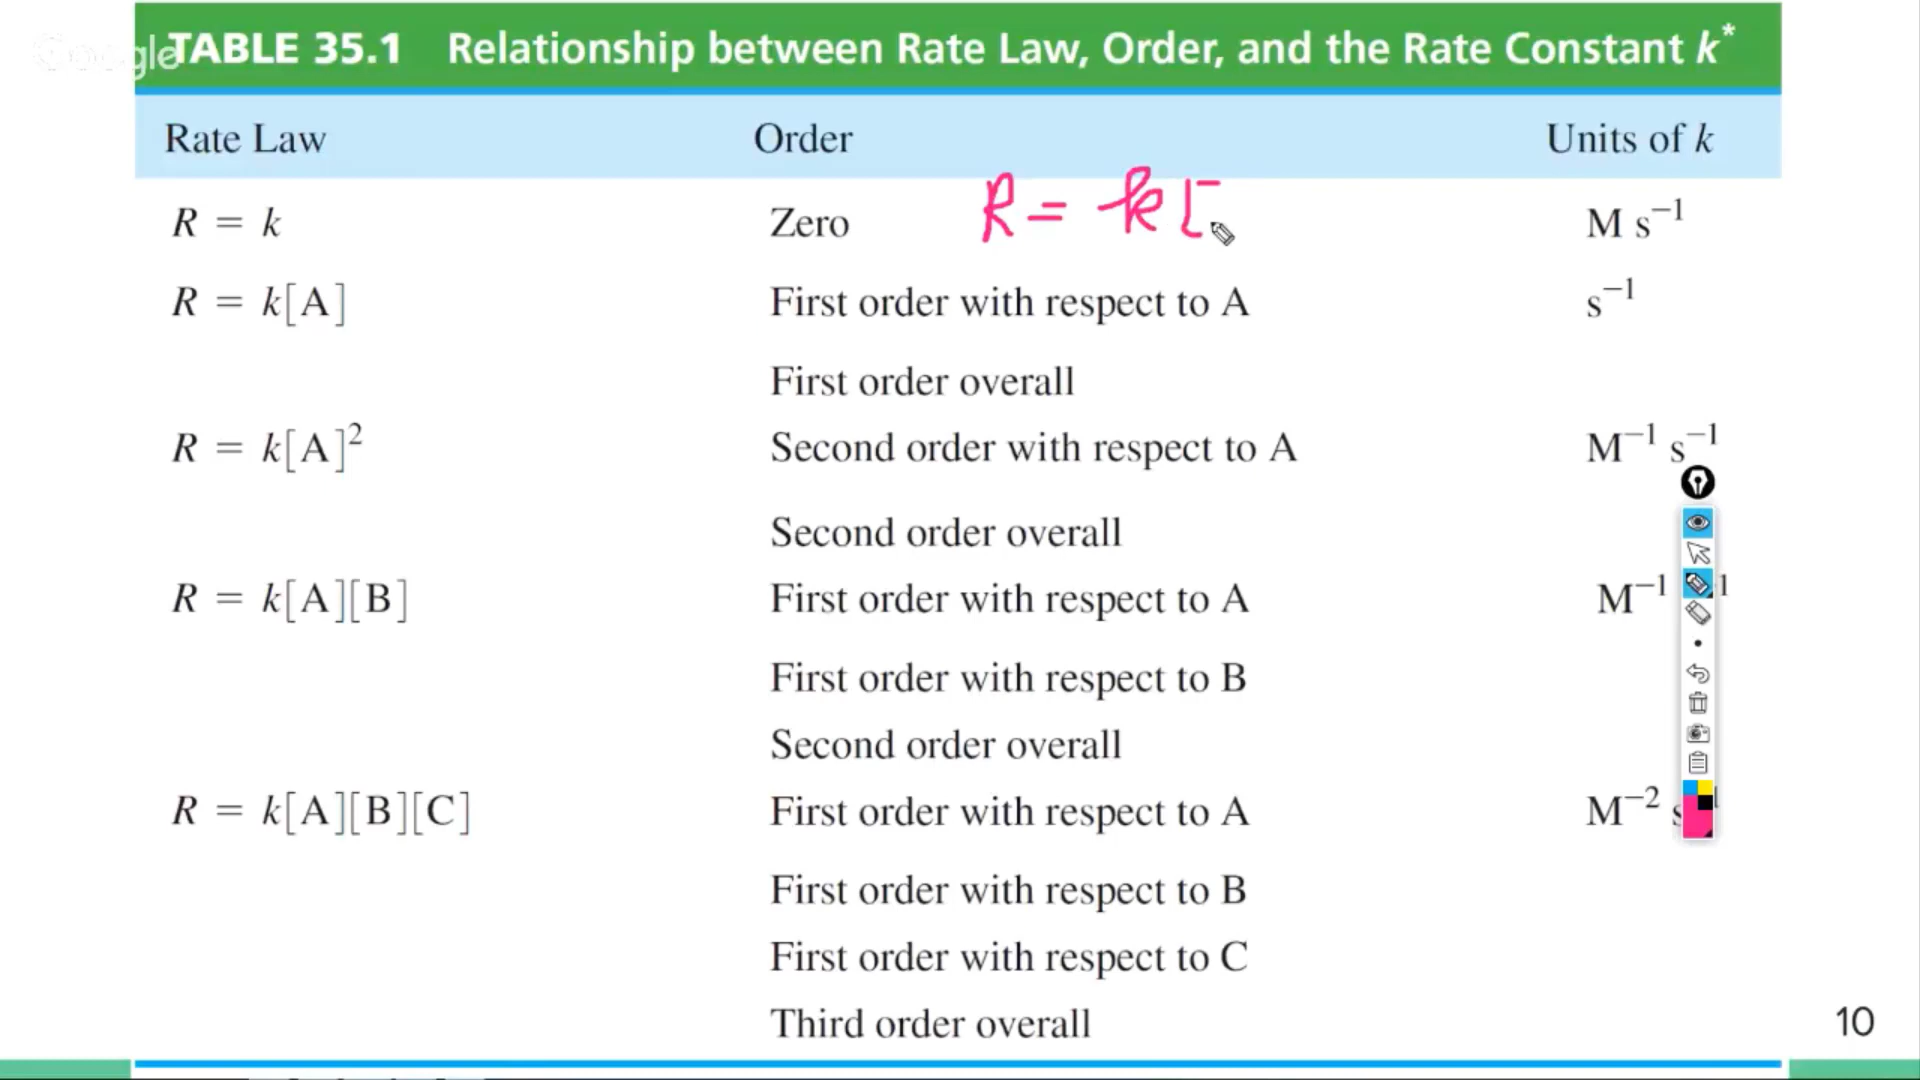 Google
TABLE 35.1 Relationship between Rate Law, Order, and the Rate Constant k*
Rate Law Order Units of k
R = k [
R = k Zero M s⁻¹
R = k[A] First order with respect to A s⁻¹
First order overall
R = k[A]² Second order with respect to A M⁻¹ s⁻¹
Second order overall
R = k[A][B] First order with respect to A M⁻¹ 1
First order with respect to B
Second order overall
R = k[A][B][C] First order with respect to A M⁻² s
First order with respect to B
First order with respect to C
Third order overall
10